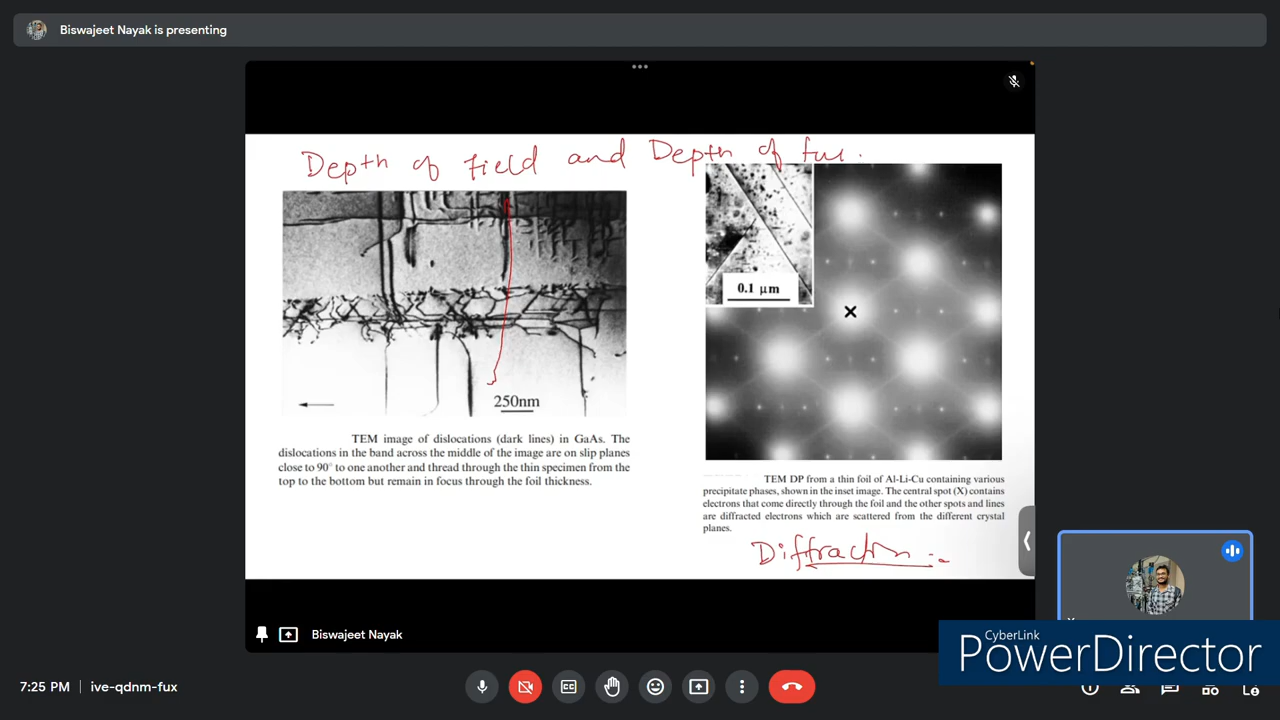 Biswajeet Nayak is presenting
Depth of field and Depth of
0.1 μm
X
250nm
TEM image of dislocations (dark lines) in GaAs. The
dislocations in the band across the middle of the image are on slip planes
close to 90° to one another and thread through the thin specimen from the
top to the bottom but remain in focus through the foil thickness.
TEM DP from a thin foil of Al-Li-Cu containing various
precipitate phases, shown in the inset image. The central spot (X) contains
electrons that come directly through the foil and the other spots and lines
are diffracted electrons which are scattered from the different crystal
planes.
Diffraction :-
Biswajeet Nayak
CyberLink
PowerDirector
7:25 PM | ive-qdnm-fux